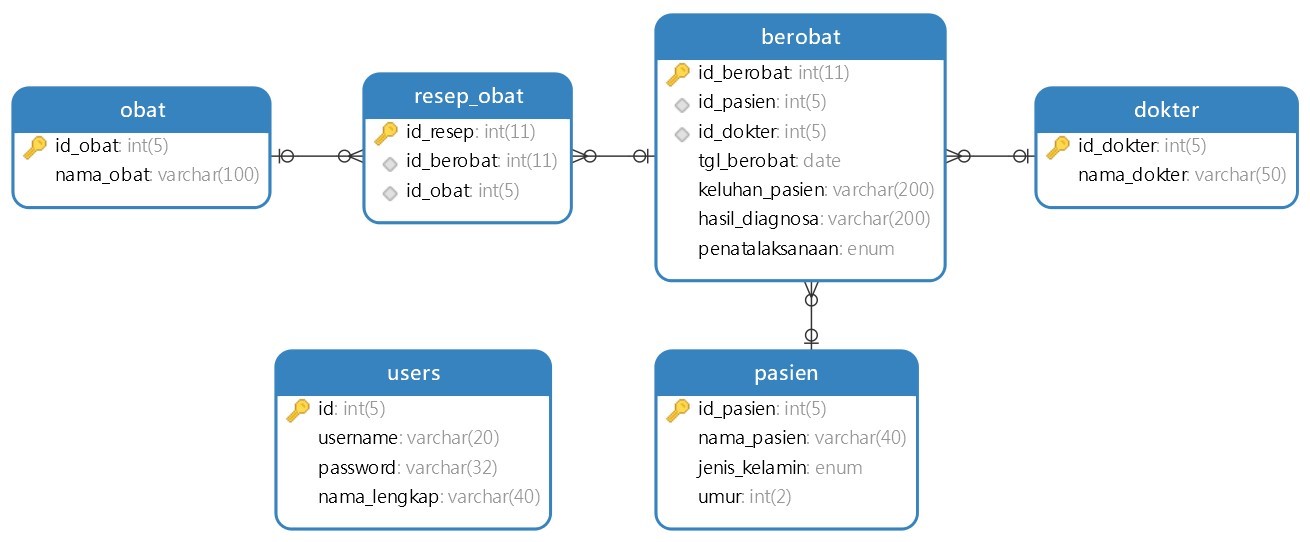 obat
id_obat: int(5)
nama_obat: varchar(100)
resep_obat
id_resep: int(11)
id_berobat: int(11)
id_obat: int(5)
berobat
id_berobat: int(11)
id_pasien: int(5)
id_dokter: int(5)
tgl_berobat: date
keluhan_pasien: varchar(200)
hasil_diagnosa: varchar(200)
penatalaksanaan: enum
dokter
id_dokter: int(5)
nama_dokter: varchar(50)
users
id: int(5)
username: varchar(20)
password: varchar(32)
nama_lengkap: varchar(40)
pasien
id_pasien: int(5)
nama_pasien: varchar(40)
jenis_kelamin: enum
umur: int(2)